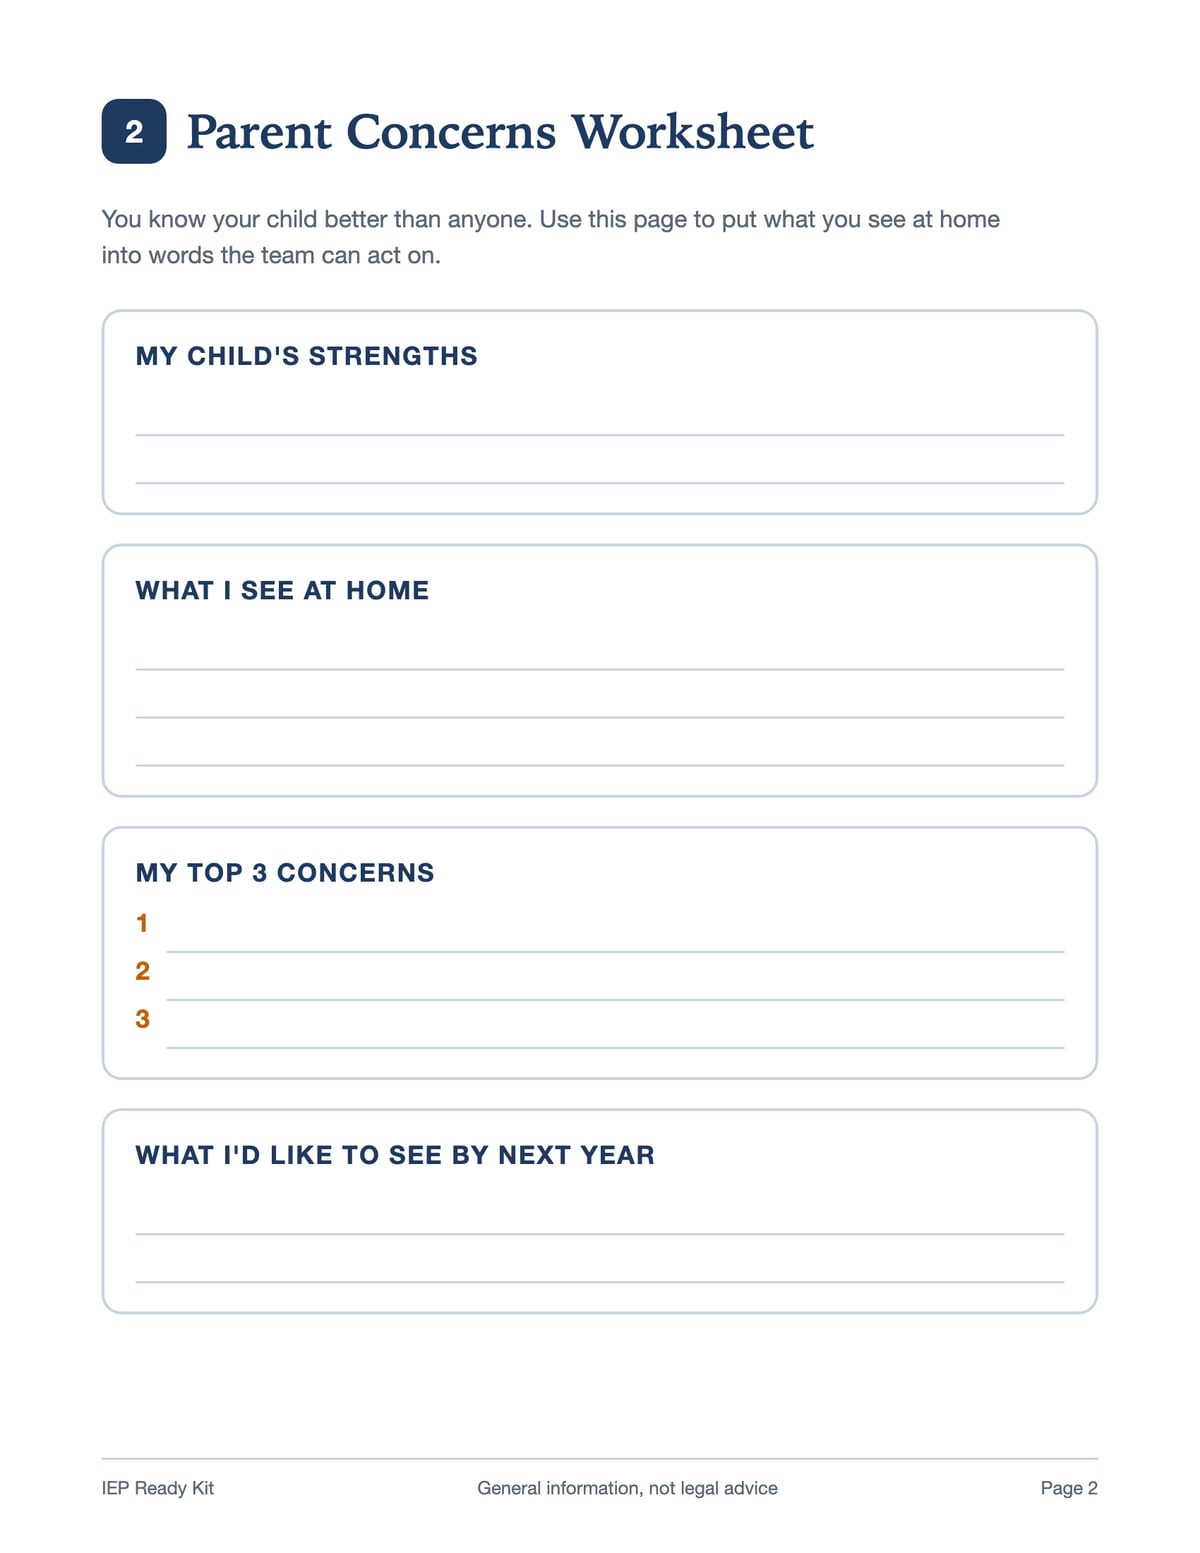 2 Parent Concerns Worksheet
You know your child better than anyone. Use this page to put what you see at home
into words the team can act on.
MY CHILD'S STRENGTHS
WHAT I SEE AT HOME
MY TOP 3 CONCERNS
1
2
3
WHAT I'D LIKE TO SEE BY NEXT YEAR
IEP Ready Kit General information, not legal advice Page 2